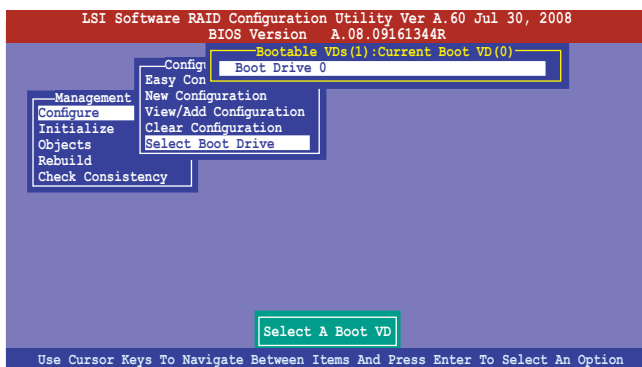 LSI Software RAID Configuration Utility Ver A.60 Jul 30, 2008
BIOS Version A.08.09161344R
Bootable VDs(1):Current Boot VD(0)
Boot Drive 0
Configu
Easy Con
New Configuration
View/Add Configuration
Clear Configuration
Select Boot Drive
Management
Configure
Initialize
Objects
Rebuild
Check Consistency
Select A Boot VD
Use Cursor Keys To Navigate Between Items And Press Enter To Select An Option